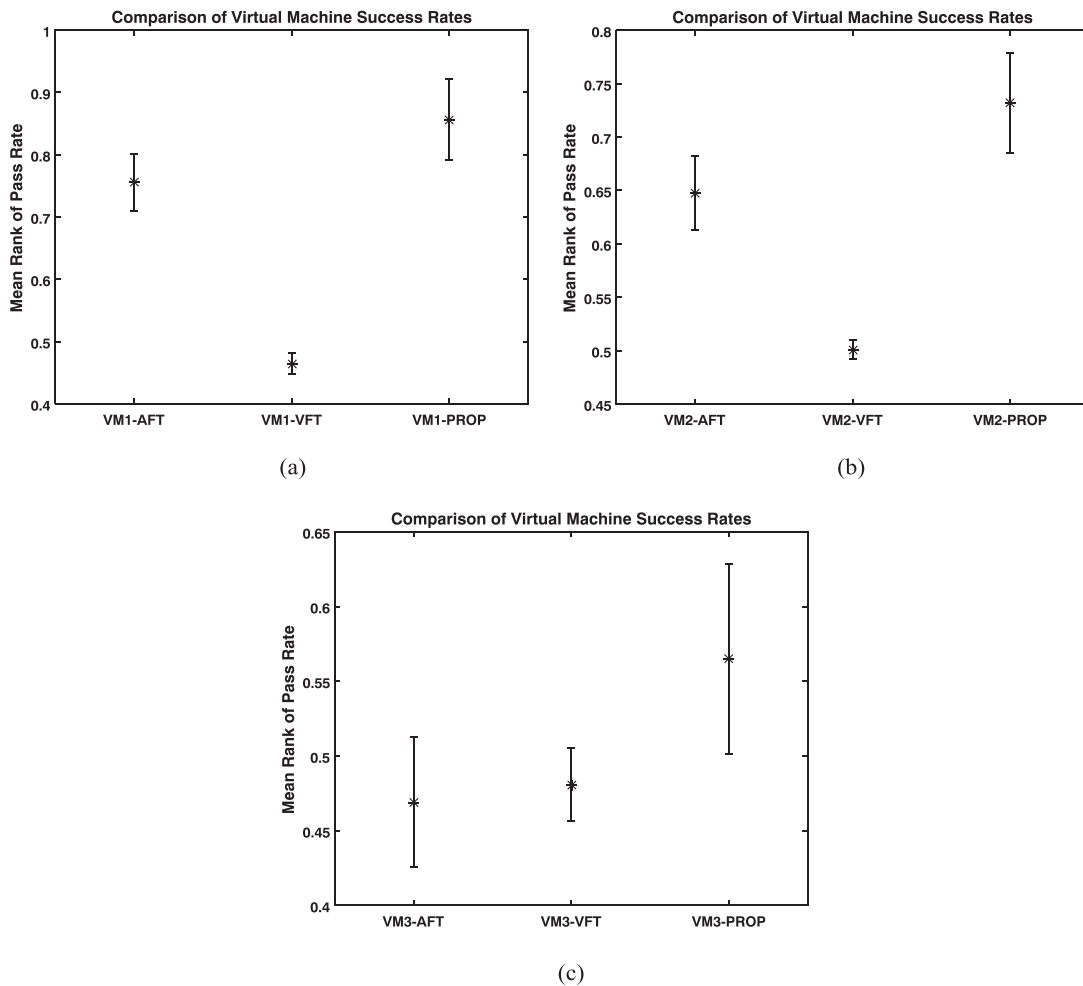 Comparison of Virtual Machine Success Rates
Mean Rank of Pass Rate
1
0.9
0.8
0.7
0.6
0.5
0.4
VM1-AFT VM1-VFT VM1-PROP
(a)
Comparison of Virtual Machine Success Rates
Mean Rank of Pass Rate
0.8
0.75
0.7
0.65
0.6
0.55
0.5
0.45
VM2-AFT VM2-VFT VM2-PROP
(b)
Comparison of Virtual Machine Success Rates
Mean Rank of Pass Rate
0.65
0.6
0.55
0.5
0.45
0.4
VM3-AFT VM3-VFT VM3-PROP
(c)